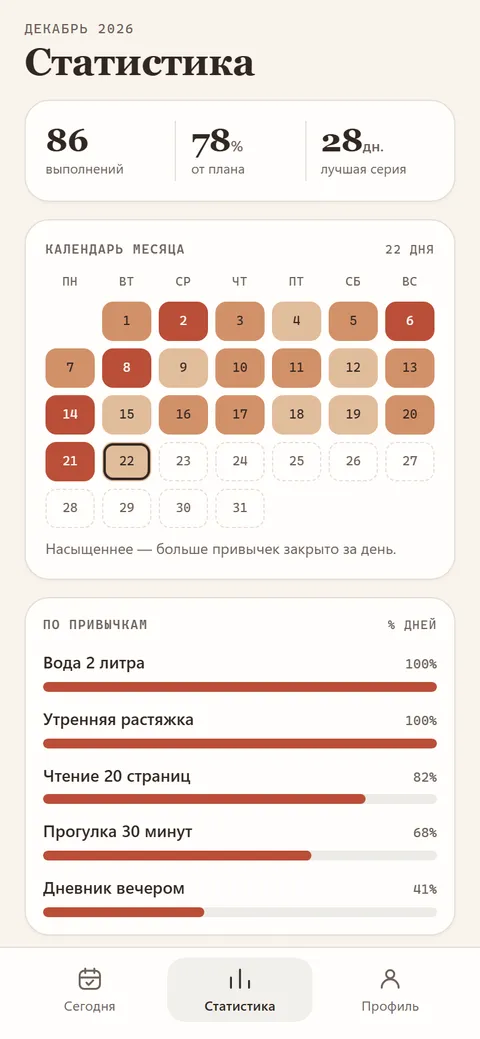 ДЕКАБРЬ 2026
Статистика
86 78% 28дн.
выполнений от плана лучшая серия
КАЛЕНДАРЬ МЕСЯЦА 22 ДНЯ
ПН ВТ СР ЧТ ПТ СБ ВС
1 2 3 4 5 6
7 8 9 10 11 12 13
14 15 16 17 18 19 20
21 22 23 24 25 26 27
28 29 30 31
Насыщеннее — больше привычек закрыто за день.
ПО ПРИВЫЧКАМ % ДНЕЙ
Вода 2 литра 100%
Утренняя растяжка 100%
Чтение 20 страниц 82%
Прогулка 30 минут 68%
Дневник вечером 41%
Сегодня Статистика Профиль